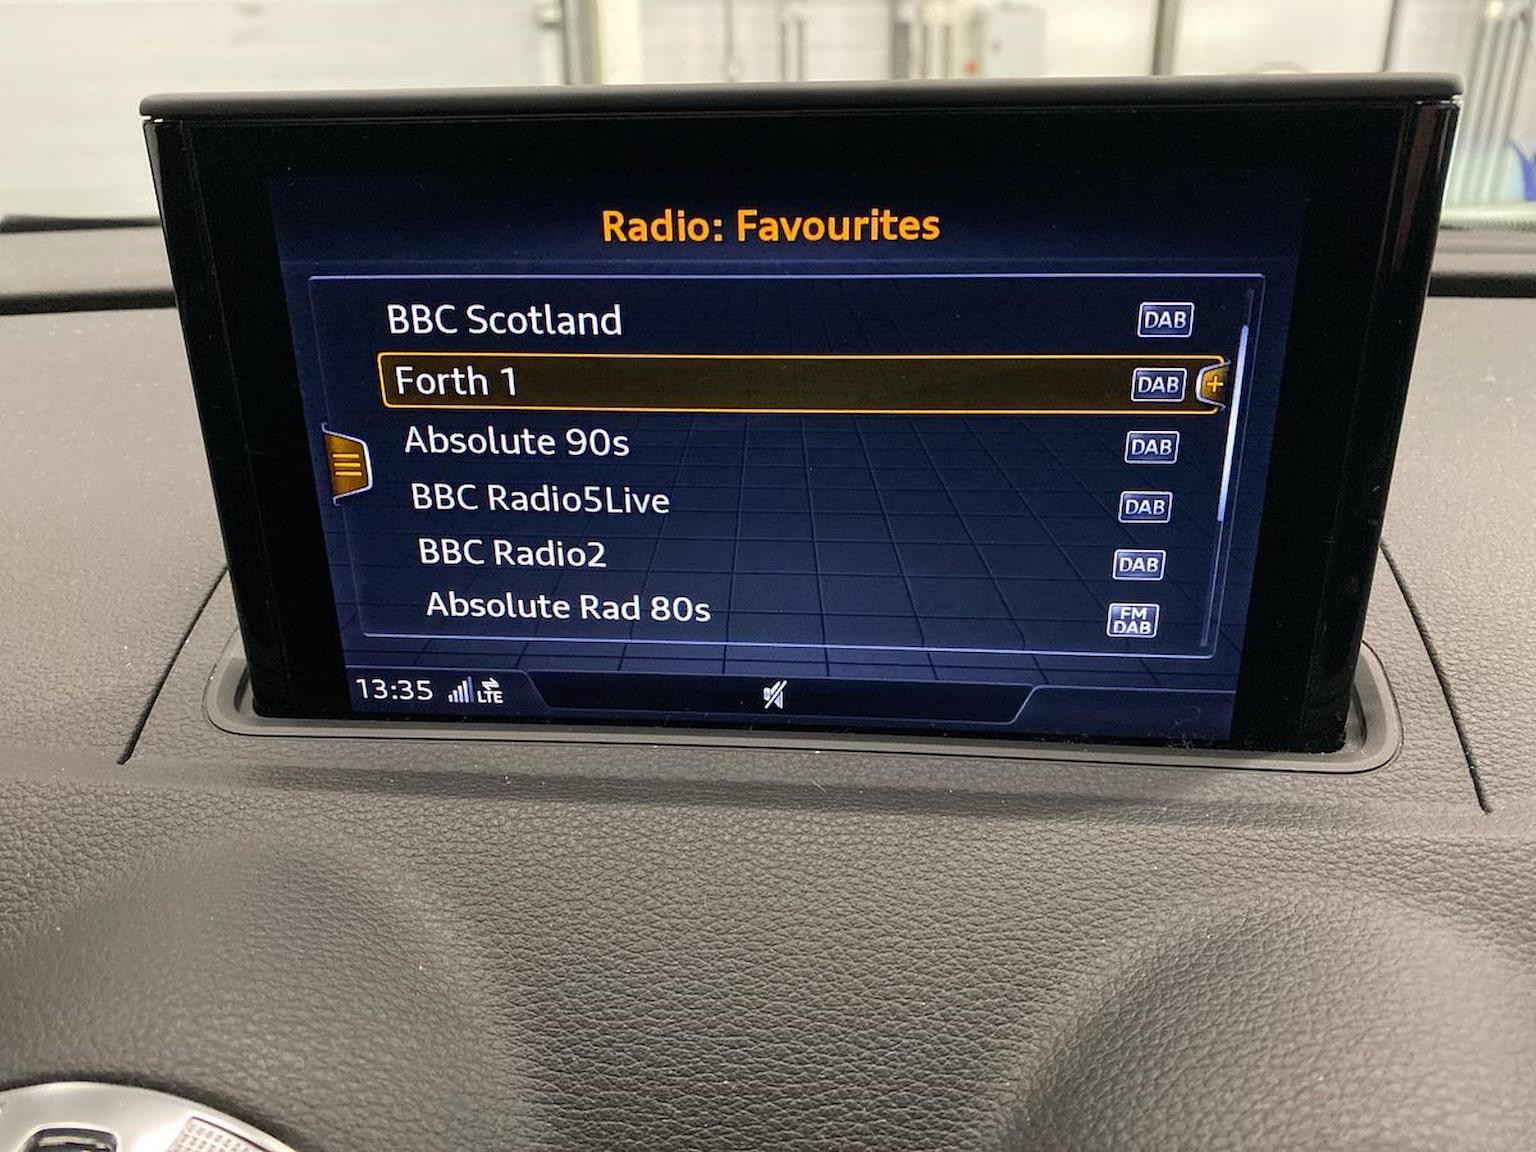 Radio: Favourites
BBC Scotland DAB
Forth 1 DAB +
Absolute 90s DAB
BBC Radio5Live DAB
BBC Radio2 DAB
Absolute Rad 80s FM DAB
13:35 LTE